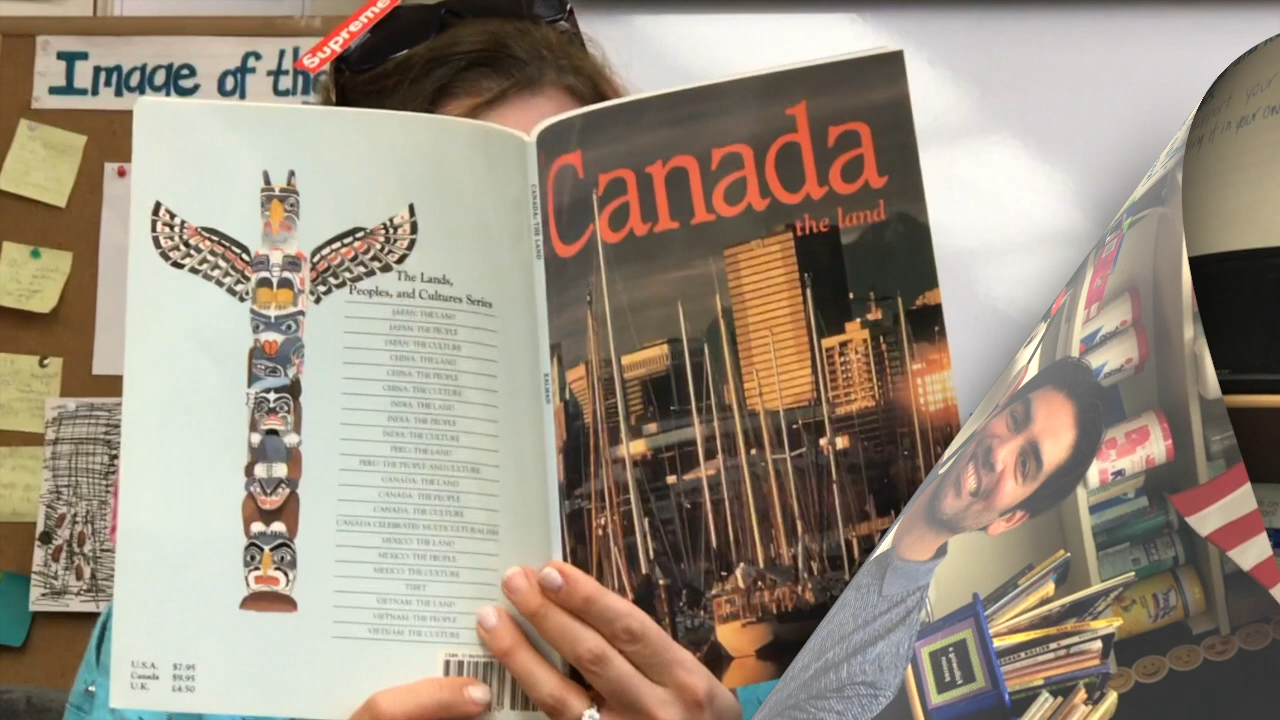 Supreme
Image of the
Canada
the land
CANADA: THE LAND
KALMAN
The Lands,
Peoples, and Cultures Series
JAPAN: THE LAND
JAPAN: THE PEOPLE
JAPAN: THE CULTURE
CHINA: THE LAND
CHINA: THE PEOPLE
CHINA: THE CULTURE
INDIA: THE LAND
INDIA: THE PEOPLE
INDIA: THE CULTURE
PERU: THE LAND
PERU: THE PEOPLE AND CULTURE
CANADA: THE LAND
CANADA: THE PEOPLE
CANADA: THE CULTURE
CANADA CELEBRATES MULTICULTURALISM
MEXICO: THE LAND
MEXICO: THE PEOPLE
MEXICO: THE CULTURE
TIBET
VIETNAM: THE LAND
VIETNAM: THE PEOPLE
VIETNAM: THE CULTURE
U.S.A. $7.95
Canada $9.95
U.K. £4.50